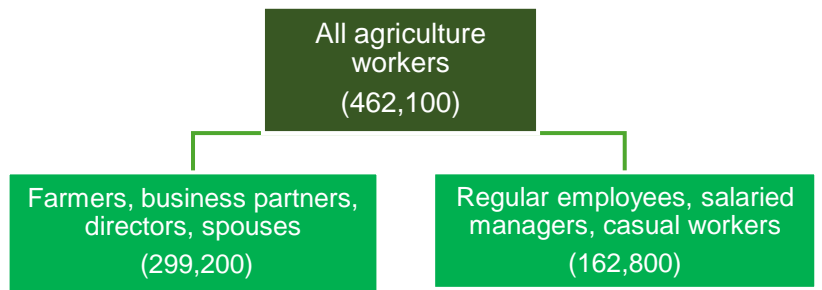 All agriculture
workers
(462,100)
Farmers, business partners,
directors, spouses
(299,200)
Regular employees, salaried
managers, casual workers
(162,800)